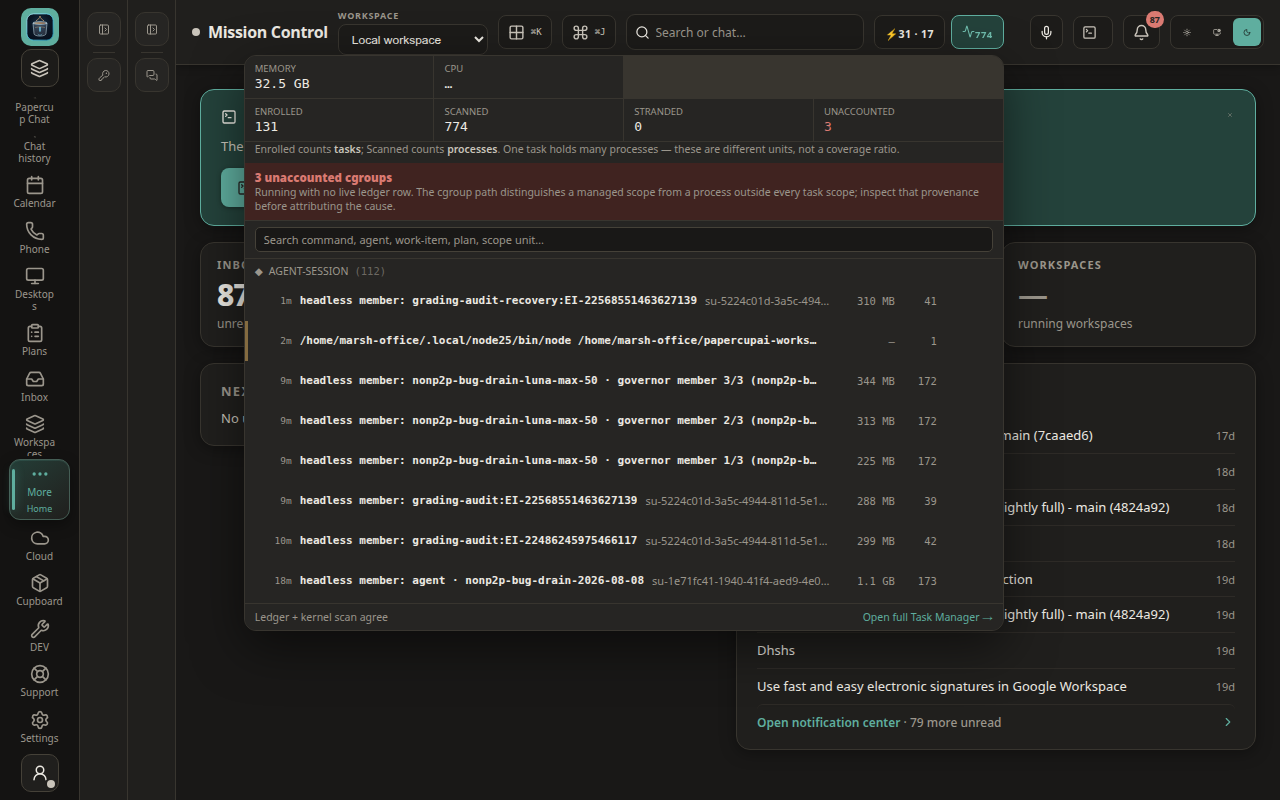 Papercu
p Chat
Chat
history
Calendar
Phone
Desktop
s
Plans
Inbox
Workspa
ces
More
Home
Cloud
Cupboard
DEV
Support
Settings
Mission Control
WORKSPACE
Local workspace
⌘K
⌘J
Search or chat...
⚡31 · 17
774
87
MEMORY
32.5 GB
CPU
…
ENROLLED
131
SCANNED
774
STRANDED
0
UNACCOUNTED
3
Enrolled counts tasks; Scanned counts processes. One task holds many processes — these are different units, not a coverage ratio.
3 unaccounted cgroups
Running with no live ledger row. The cgroup path distinguishes a managed scope from a process outside every task scope; inspect that provenance
before attributing the cause.
Search command, agent, work-item, plan, scope unit…
◆ AGENT-SESSION (112)
1m headless member: grading-audit-recovery:EI-22568551463627139 su-5224c01d-3a5c-494… 310 MB 41
2m /home/marsh-office/.local/node25/bin/node /home/marsh-office/papercupai-works… — 1
9m headless member: nonp2p-bug-drain-luna-max-50 · governor member 3/3 (nonp2p-b… 344 MB 172
9m headless member: nonp2p-bug-drain-luna-max-50 · governor member 2/3 (nonp2p-b… 313 MB 172
9m headless member: nonp2p-bug-drain-luna-max-50 · governor member 1/3 (nonp2p-b… 225 MB 172
9m headless member: grading-audit:EI-22568551463627139 su-5224c01d-3a5c-4944-811d-5e1… 288 MB 39
10m headless member: grading-audit:EI-22486245975466117 su-5224c01d-3a5c-4944-811d-5e1… 299 MB 42
18m headless member: agent · nonp2p-bug-drain-2026-08-08 su-1e71fc41-1940-41f4-aed9-4e0… 1.1 GB 173
Ledger + kernel scan agree
Open full Task Manager →
The
INBO
87
unre
WORKSPACES
—
running workspaces
NEX
No u
main (7caaed6) 17d
18d
ightly full) - main (4824a92) 18d
18d
ction 19d
ightly full) - main (4824a92) 19d
Dhshs 19d
Use fast and easy electronic signatures in Google Workspace 19d
Open notification center · 79 more unread